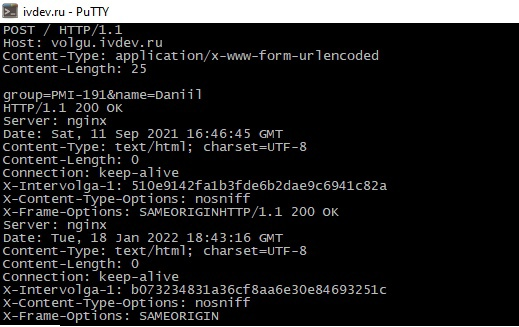 ivdev.ru - PuTTY
POST / HTTP/1.1
Host: volgu.ivdev.ru
Content-Type: application/x-www-form-urlencoded
Content-Length: 25

group=PMI-191&name=Daniil
HTTP/1.1 200 OK
Server: nginx
Date: Sat, 11 Sep 2021 16:46:45 GMT
Content-Type: text/html; charset=UTF-8
Content-Length: 0
Connection: keep-alive
X-Intervolga-1: 510e9142fa1b3fde6b2dae9c6941c82a
X-Content-Type-Options: nosniff
X-Frame-Options: SAMEORIGINHTTP/1.1 200 OK
Server: nginx
Date: Tue, 18 Jan 2022 18:43:16 GMT
Content-Type: text/html; charset=UTF-8
Content-Length: 0
Connection: keep-alive
X-Intervolga-1: b073234831a36cf8aa6e30e84693251c
X-Content-Type-Options: nosniff
X-Frame-Options: SAMEORIGIN